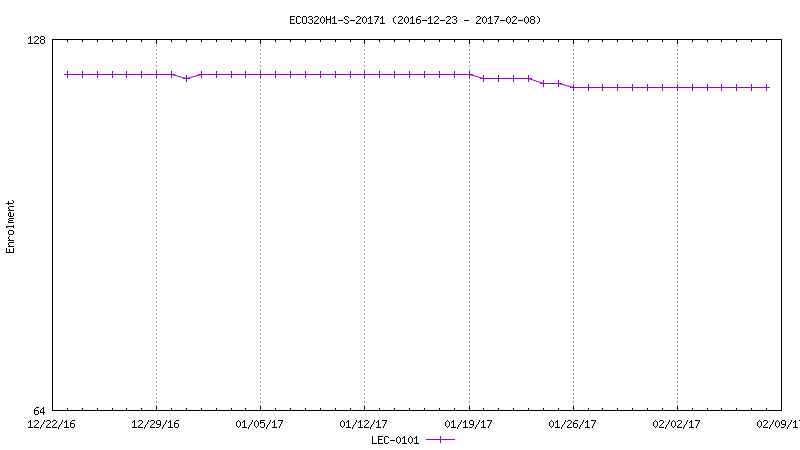 ECO320H1-S-20171 (2016-12-23 - 2017-02-08)
128
Enrolment
64
12/22/16 12/29/16 01/05/17 01/12/17 01/19/17 01/26/17 02/02/17 02/09/1
LEC-0101